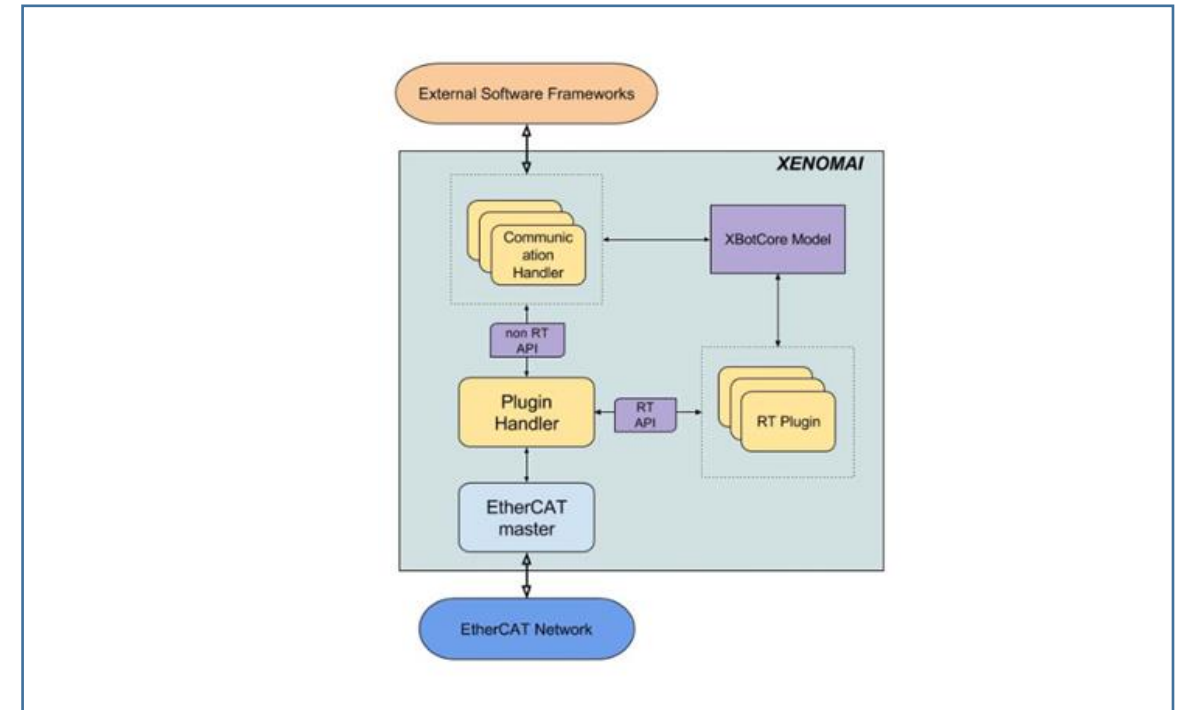 External Software Frameworks
XENOMAI
Communic
ation
Handler
XBotCore Model
non RT
API
Plugin
Handler
RT
API
RT Plugin
EtherCAT
master
EtherCAT Network